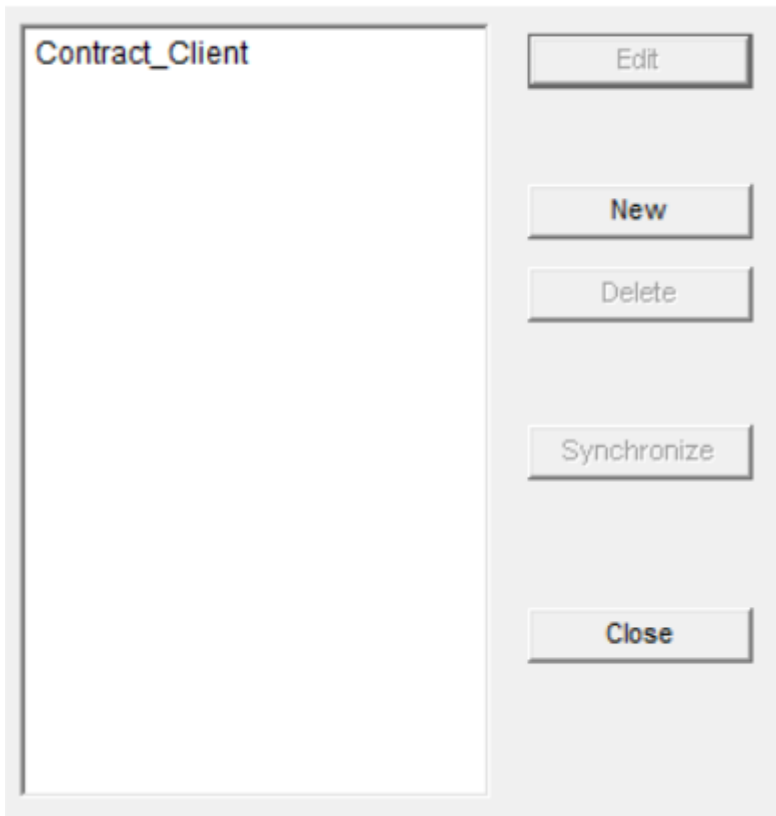 Contract_Client
Edit
New
Delete
Synchronize
Close